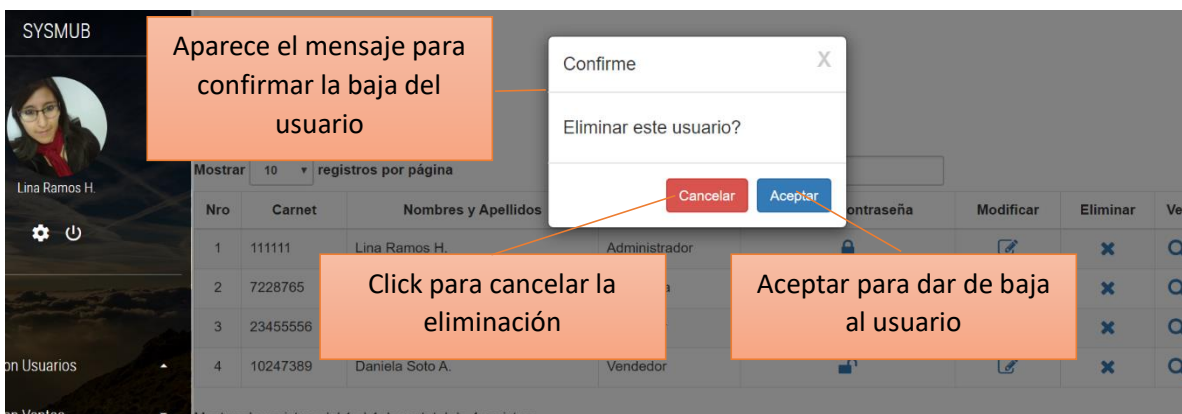 SYSMUB
Lina Ramos H.
on Usuarios
Aparece el mensaje para
confirmar la baja del
usuario
Confirme
X
Eliminar este usuario?
Cancelar
Aceptar
Mostrar 10 registros por página
Nro Carnet Nombres y Apellidos Modificar Eliminar
1 111111 Lina Ramos H. Administrador
2 7228765
3 23455556
4 10247389 Daniela Soto A. Vendedor
Click para cancelar la
eliminación
Aceptar para dar de baja
al usuario